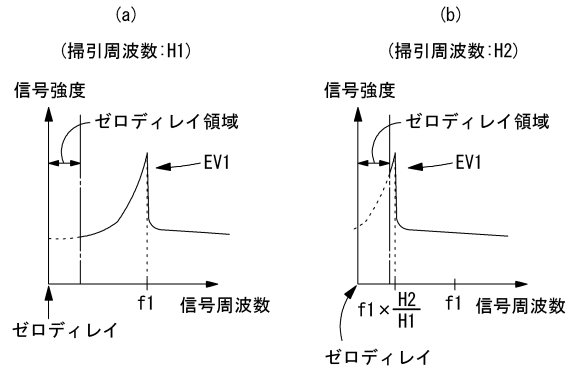 (a)
(掃引周波数:H1)
信号強度
ゼロディレイ領域
EV1
f1
信号周波数
ゼロディレイ
(b)
(掃引周波数:H2)
信号強度
ゼロディレイ領域
EV1
f1×H2/H1
f1
信号周波数
ゼロディレイ